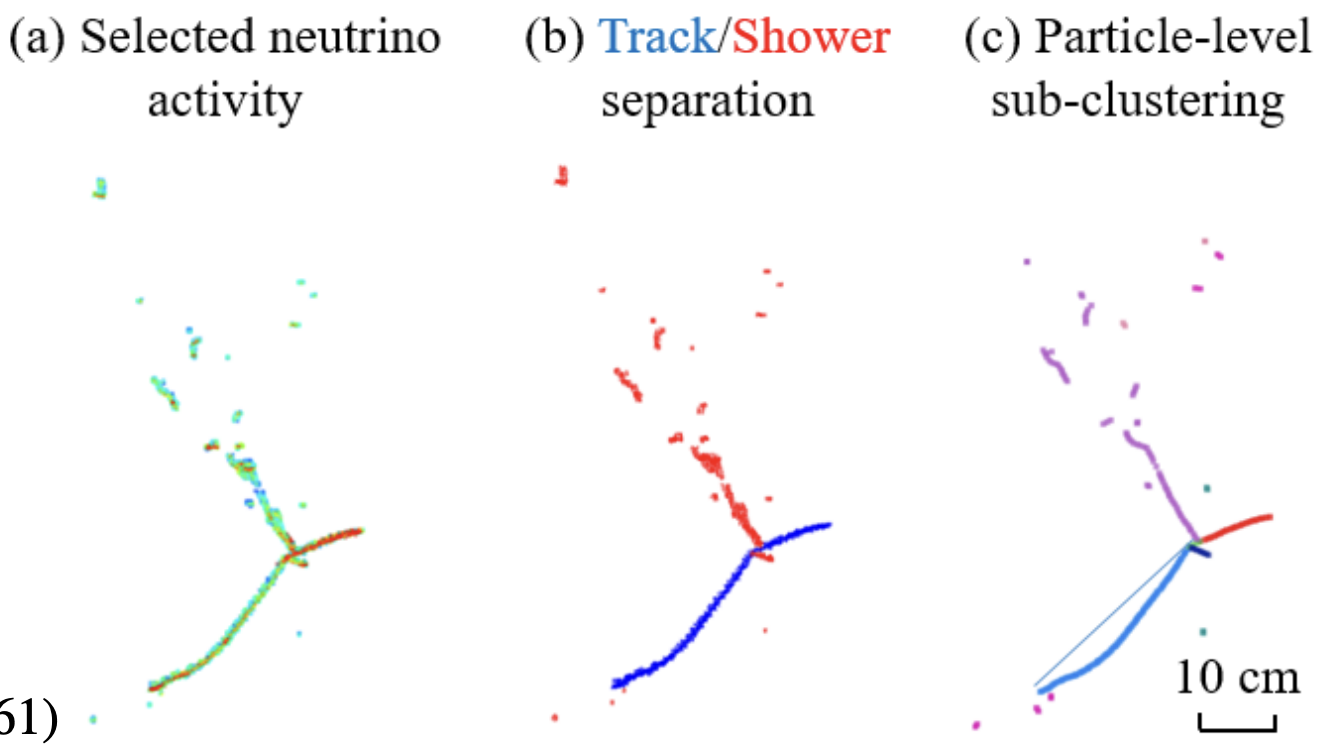 (a) Selected neutrino
activity
(b) Track/Shower
separation
(c) Particle-level
sub-clustering
10 cm
61)